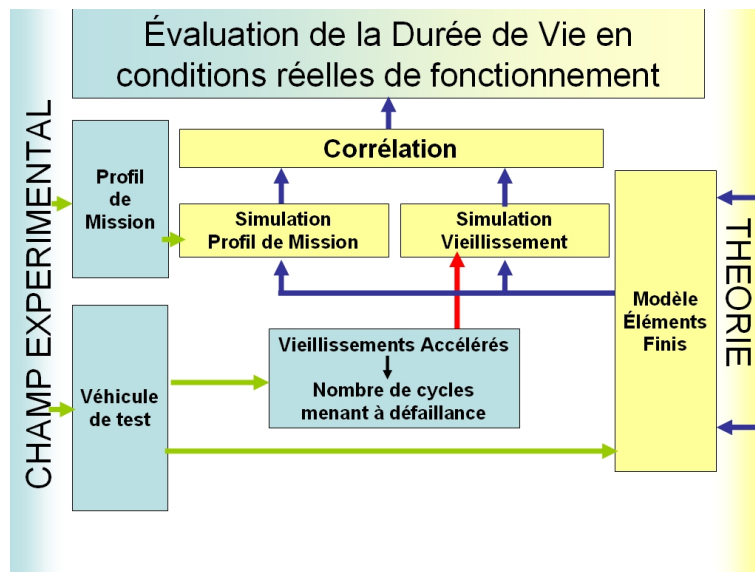 Évaluation de la Durée de Vie en
conditions réelles de fonctionnement
CHAMP EXPERIMENTAL
Profil
de
Mission
Corrélation
Simulation
Profil de Mission
Simulation
Vieillissement
Modèle
Éléments
Finis
THEORIE
Véhicule
de test
Vieillissements Accélérés
Nombre de cycles
menant à défaillance